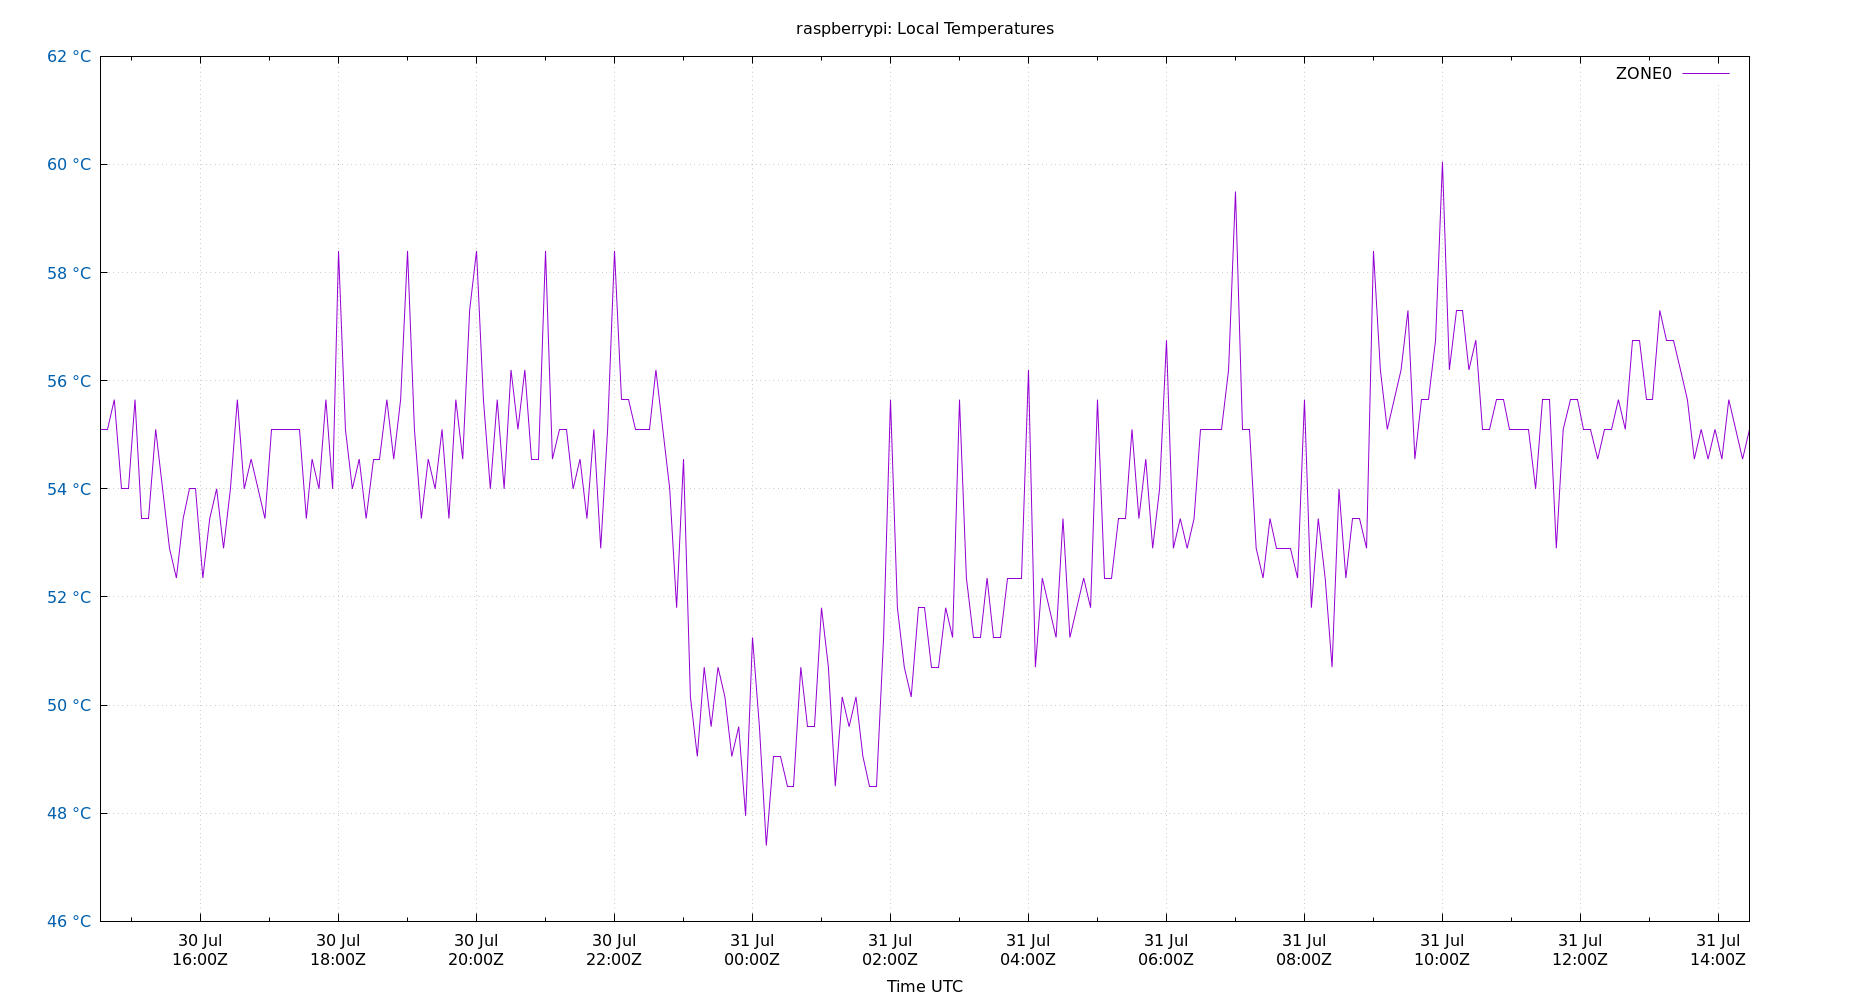 raspberrypi: Local Temperatures
62 °C
ZONE0
60 °C
58 °C
56 °C
54 °C
52 °C
50 °C
48 °C
46 °C
30 Jul
16:00Z
30 Jul
18:00Z
30 Jul
20:00Z
30 Jul
22:00Z
31 Jul
00:00Z
31 Jul
02:00Z
31 Jul
04:00Z
31 Jul
06:00Z
31 Jul
08:00Z
31 Jul
10:00Z
31 Jul
12:00Z
31 Jul
14:00Z
Time UTC